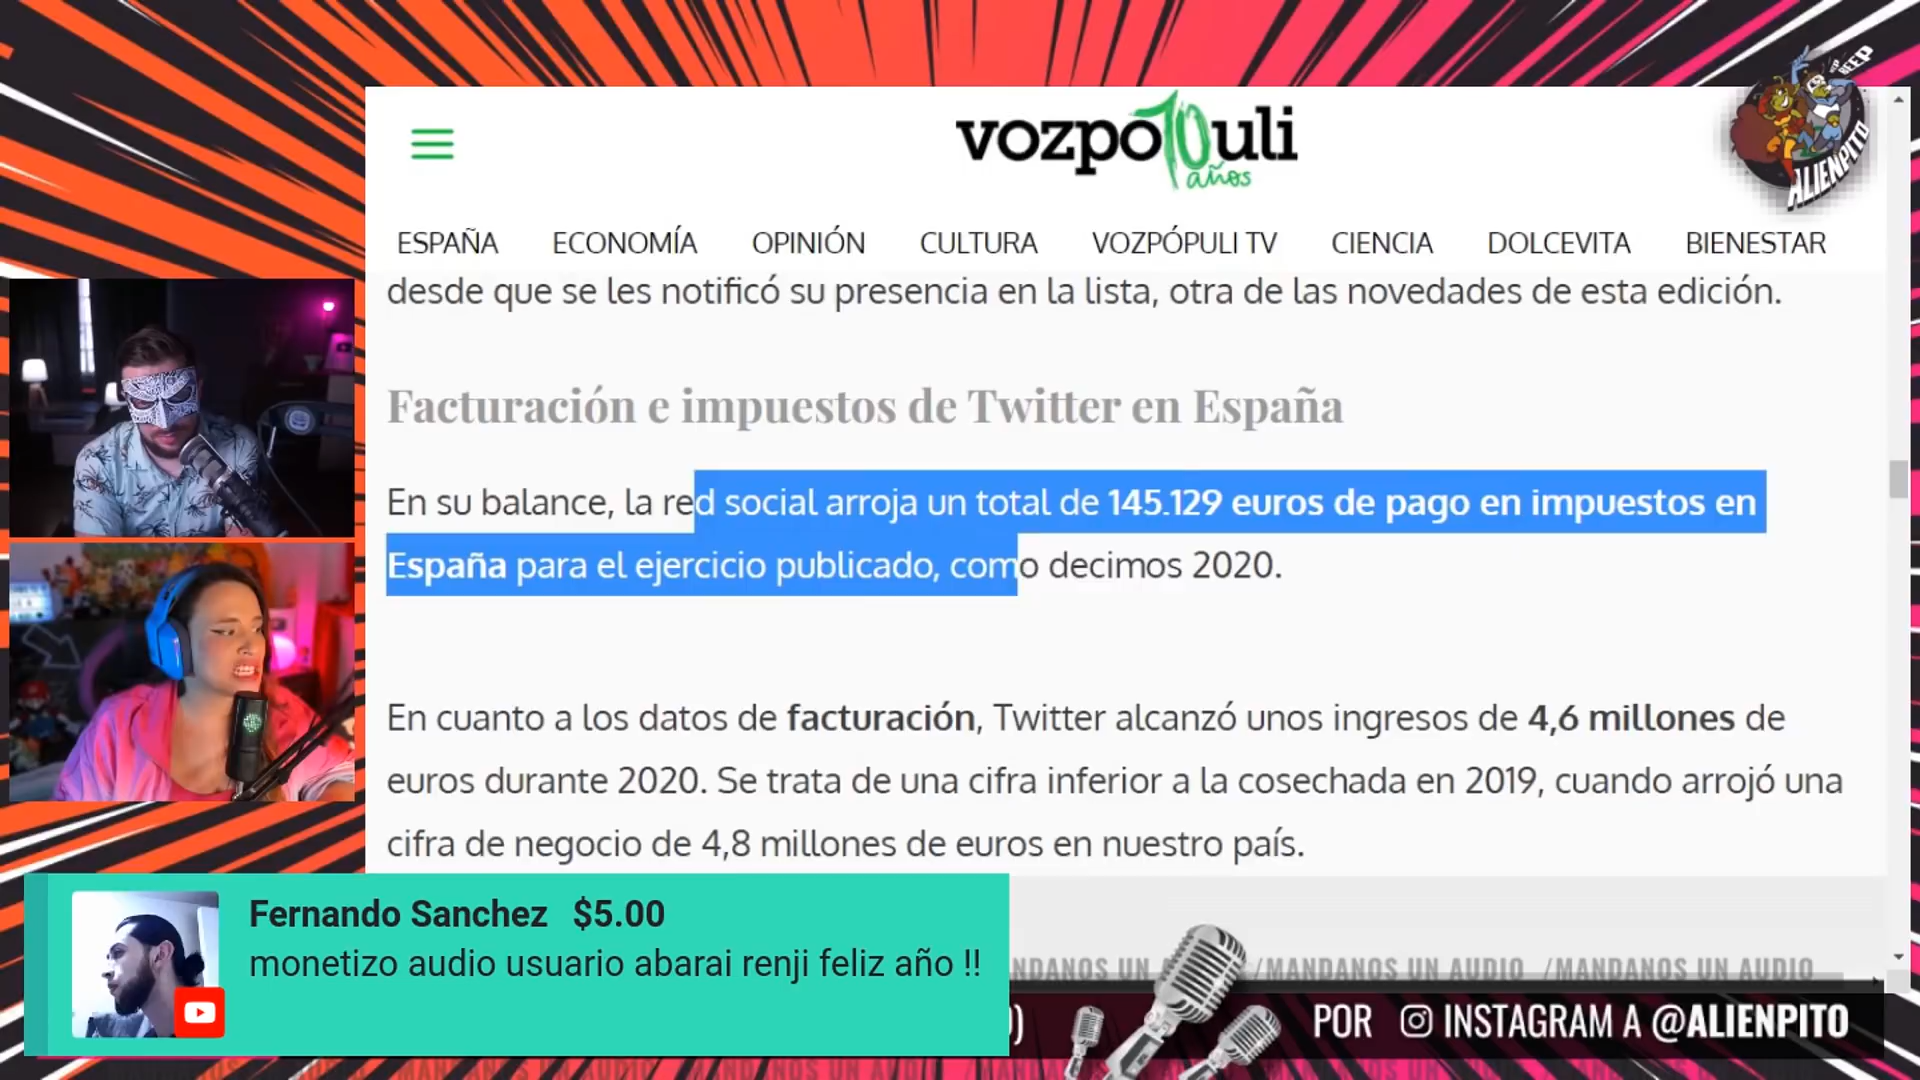 vozpo10uli
años
BEEP BEEP
ALIENPITO
ESPAÑA ECONOMÍA OPINIÓN CULTURA VOZPÓPULI TV CIENCIA DOLCEVITA BIENESTAR
desde que se les notificó su presencia en la lista, otra de las novedades de esta edición.
Facturación e impuestos de Twitter en España
En su balance, la red social arroja un total de 145.129 euros de pago en impuestos en
España para el ejercicio publicado, como decimos 2020.
En cuanto a los datos de facturación, Twitter alcanzó unos ingresos de 4,6 millones de
euros durante 2020. Se trata de una cifra inferior a la cosechada en 2019, cuando arrojó una
cifra de negocio de 4,8 millones de euros en nuestro país.
Fernando Sanchez $5.00
monetizo audio usuario abarai renji feliz año !!
NDANOS UN /MANDANOS UN AUDIO /MANDANOS UN AUDIO
POR INSTAGRAM A @ALIENPITO